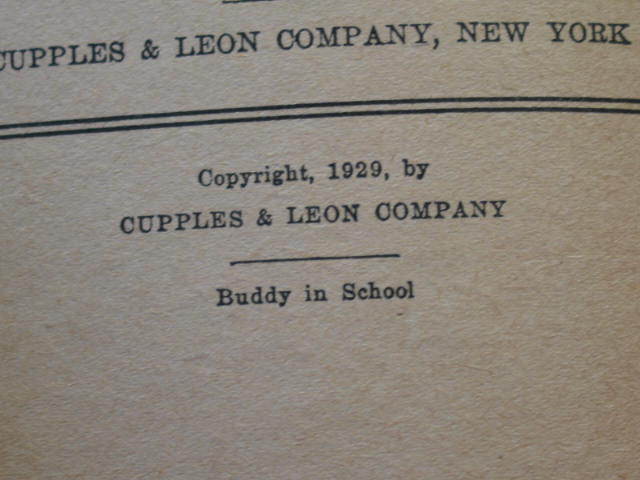 CUPPLES & LEON COMPANY, NEW YORK
Copyright, 1929, by
CUPPLES & LEON COMPANY
Buddy in School